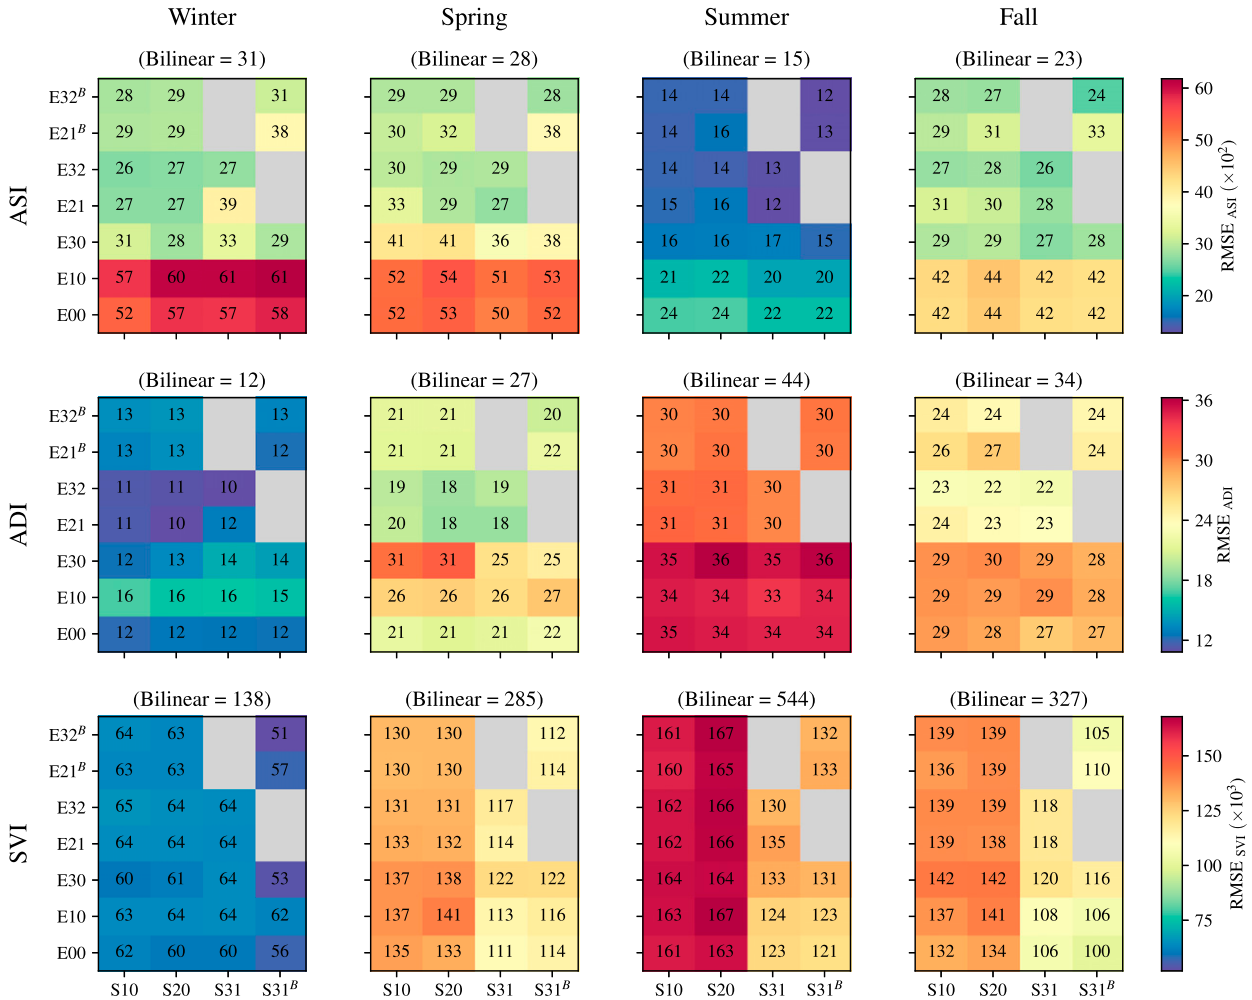 Winter Spring Summer Fall
(Bilinear = 31) (Bilinear = 28) (Bilinear = 15) (Bilinear = 23)
E32ᴮ 28 29 31 29 29 28 14 14 12 28 27 24 60
E21ᴮ 29 29 38 30 32 38 14 16 13 29 31 33 50
E32 26 27 27 30 29 29 14 14 13 27 28 26
ASI E21 27 27 39 33 29 27 15 16 12 31 30 28 40 RMSE ASI (×10²)
E30 31 28 33 29 41 41 36 38 16 16 17 15 29 29 27 28 30
E10 57 60 61 61 52 54 51 53 21 22 20 20 42 44 42 42 20
E00 52 57 57 58 52 53 50 52 24 24 22 22 42 44 42 42
(Bilinear = 12) (Bilinear = 27) (Bilinear = 44) (Bilinear = 34)
E32ᴮ 13 13 13 21 21 20 30 30 30 24 24 24 36
E21ᴮ 13 13 12 21 21 22 30 30 30 26 27 24 30
E32 11 11 10 19 18 19 31 31 30 23 22 22
ADI E21 11 10 12 20 18 18 31 31 30 24 23 23 24 RMSE ADI
E30 12 13 14 14 31 31 25 25 35 36 35 36 29 30 29 28 18
E10 16 16 16 15 26 26 26 27 34 34 33 34 29 29 29 28
E00 12 12 12 12 21 21 21 22 35 34 34 34 29 28 27 27 12
(Bilinear = 138) (Bilinear = 285) (Bilinear = 544) (Bilinear = 327)
E32ᴮ 64 63 51 130 130 112 161 167 132 139 139 105 150
E21ᴮ 63 63 57 130 130 114 160 165 133 136 139 110
E32 65 64 64 131 131 117 162 166 130 139 139 118 125
SVI E21 64 64 64 133 132 114 162 166 135 139 138 118 RMSE SVI (×10³)
E30 60 61 64 53 137 138 122 122 164 164 133 131 142 142 120 116 100
E10 63 64 64 62 137 141 113 116 163 167 124 123 137 141 108 106 75
E00 62 60 60 56 135 133 111 114 161 163 123 121 132 134 106 100
S10 S20 S31 S31ᴮ S10 S20 S31 S31ᴮ S10 S20 S31 S31ᴮ S10 S20 S31 S31ᴮ